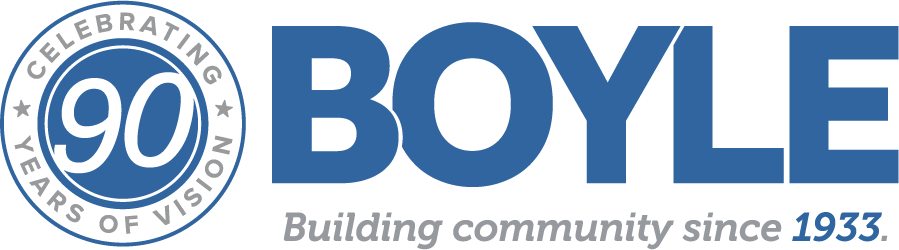 CELEBRATING
90
YEARS OF VISION
BOYLE
Building community since 1933.